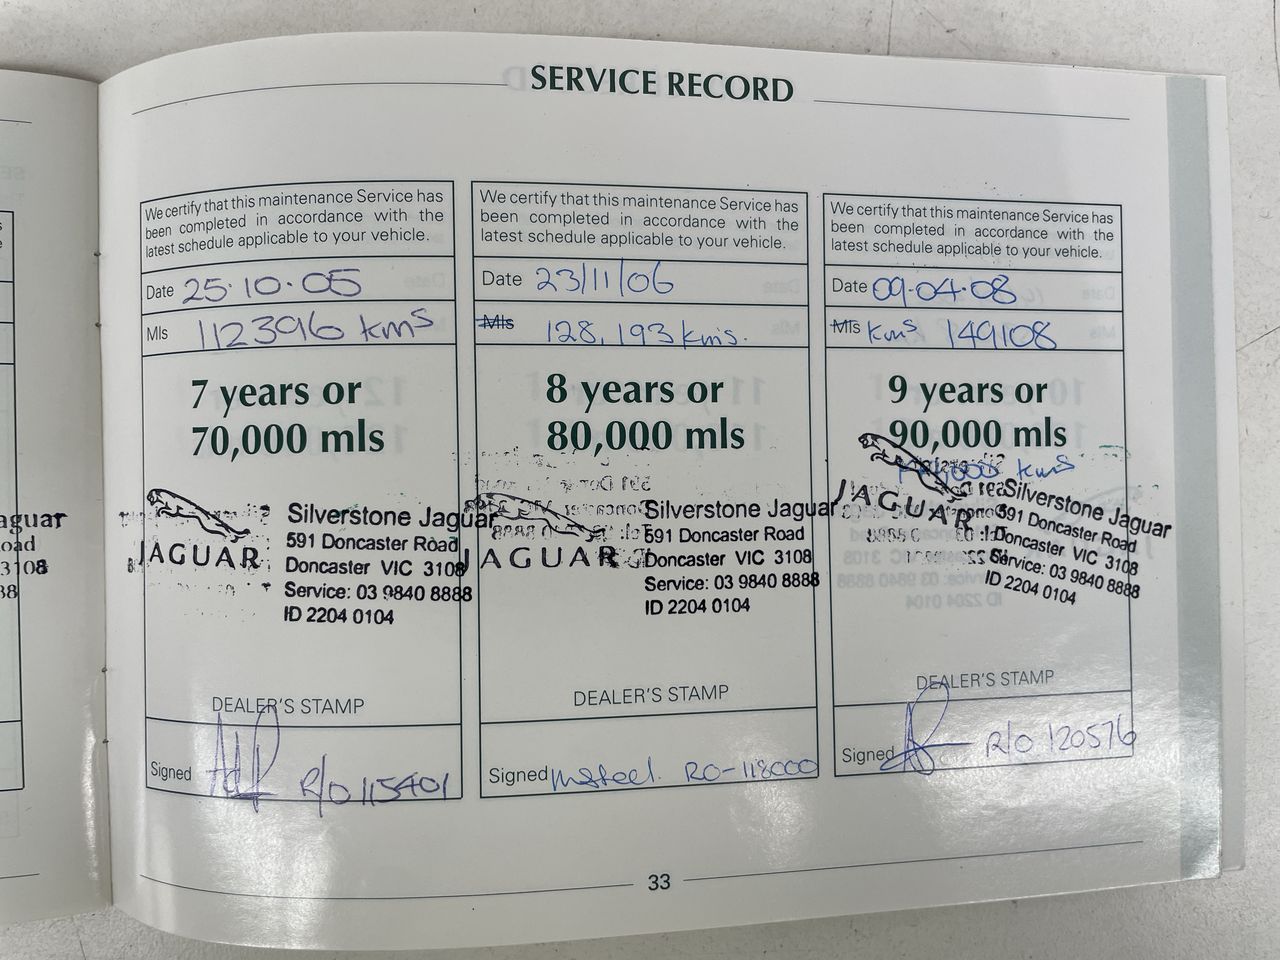 SERVICE RECORD
We certify that this maintenance Service has
been completed in accordance with the
latest schedule applicable to your vehicle.
Date 25.10.05
Mls 112396 kms
7 years or
70,000 mls
JAGUAR
Silverstone Jaguar
591 Doncaster Road
Doncaster VIC 3108
Service: 03 9840 8888
ID 2204 0104
DEALER'S STAMP
Signed R/O 115401
We certify that this maintenance Service has
been completed in accordance with the
latest schedule applicable to your vehicle.
Date 23/11/06
Mls 128,193 kms.
8 years or
80,000 mls
JAGUAR
Silverstone Jaguar
591 Doncaster Road
Doncaster VIC 3108
Service: 03 9840 8888
ID 2204 0104
DEALER'S STAMP
Signed msteel. RO-118000
We certify that this maintenance Service has
been completed in accordance with the
latest schedule applicable to your vehicle.
Date 09.04.08
Mls kms 149108
9 years or
90,000 mls
kms
JAGUAR
Silverstone Jaguar
591 Doncaster Road
Doncaster VIC 3108
Service: 03 9840 8888
ID 2204 0104
DEALER'S STAMP
Signed R/O 120576
33
aguar
oad
3108